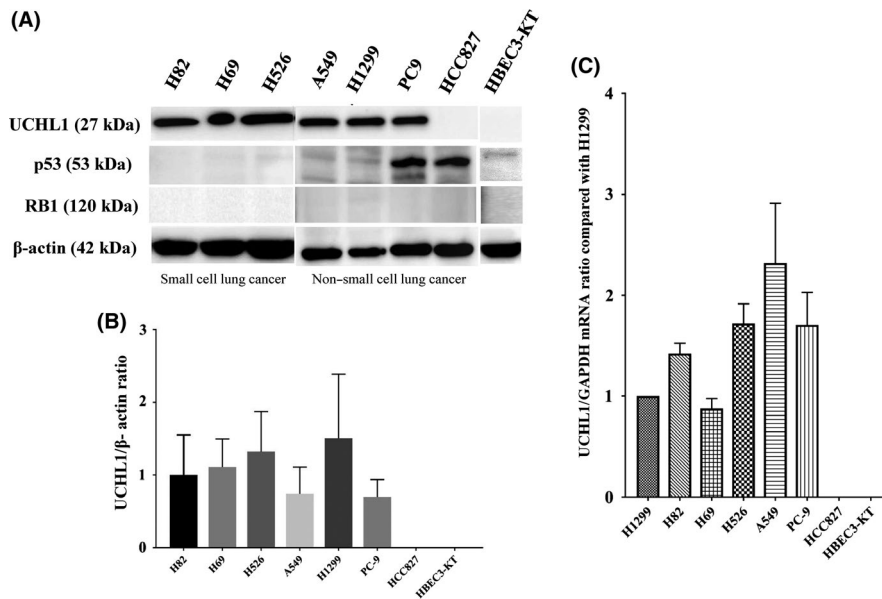 (A)
H82 H69 H526 A549 H1299 PC9 HCC827 HBEC3-KT
UCHL1 (27 kDa)
p53 (53 kDa)
RB1 (120 kDa)
β-actin (42 kDa)
Small cell lung cancer Non–small cell lung cancer
(B)
UCHL1/β- actin ratio
3
2
1
0
H82 H69 H526 A549 H1299 PC-9 HCC827 HBEC3-KT
(C)
UCHL1/GAPDH mRNA ratio compared with H1299
4
3
2
1
0
H1299 H82 H69 H526 A549 PC-9 HCC827 HBEC3-KT